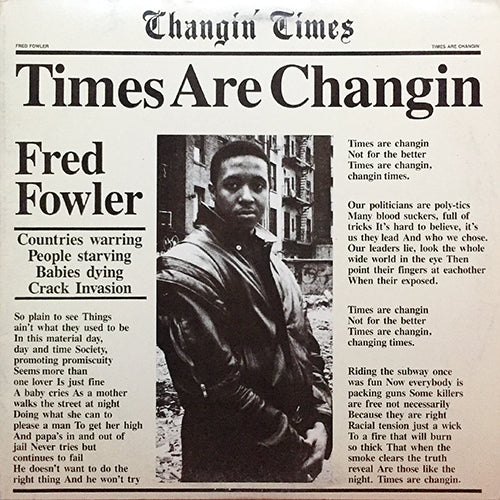 Changin' Times
FRED FOWLER
TIMES ARE CHANGIN
Times Are Changin
Fred
Fowler
Countries warring
People starving
Babies dying
Crack Invasion
So plain to see Things
ain't what they used to be
In this material day,
day and time Society,
promoting promiscuity
Seems more than
one lover Is just fine
A baby cries As a mother
walks the street at night
Doing what she can to
please a man To get her high
And papa's in and out of
jail Never tries but
continues to fail
He doesn't want to do the
right thing And he won't try
Times are changin
Not for the better
Times are changin,
changin times.
Our politicians are poly-tics
Many blood suckers, full of
tricks It's hard to believe, it's
us they lead And who we chose.
Our leaders lie, look the whole
wide world in the eye Then
point their fingers at eachother
When their exposed.
Times are changin
Not for the better
Times are changin,
changing times.
Riding the subway once
was fun Now everybody is
packing guns Some killers
are free not necessarily
Because they are right
Racial tension just a wick
To a fire that will burn
so thick That when the
smoke clears the truth
reveal Are those like the
night. Times are changin.